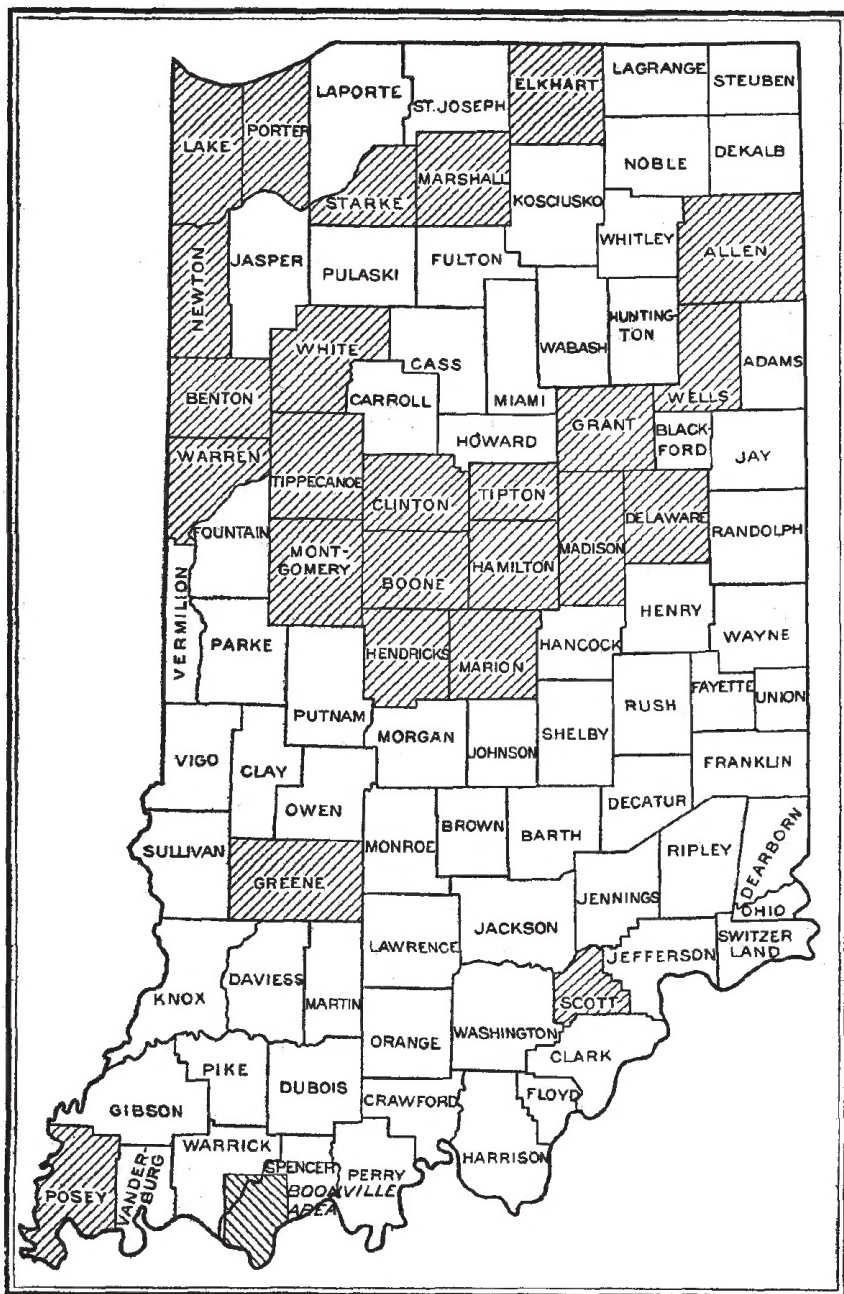 LAGRANGE
STEUBEN
ELKHART
LAPORTE
ST. JOSEPH
LAKE
PORTER
NOBLE
DEKALB
MARSHALL
STARKE
KOSCIUSKO
WHITLEY
ALLEN
JASPER
PULASKI
FULTON
NEWTON
HUNTING-
TON
WABASH
WHITE
CASS
ADAMS
BENTON
CARROLL
MIAMI
WELLS
GRANT
BLACK-
FORD
HOWARD
JAY
WARREN
TIPPECANOE
CLINTON
TIPTON
DELAWARE
RANDOLPH
FOUNTAIN
MONT-
GOMERY
BOONE
HAMILTON
MADISON
VERMILION
HENRY
WAYNE
PARKE
HENDRICKS
MARION
HANCOCK
FAYETTE
UNION
RUSH
PUTNAM
MORGAN
JOHNSON
SHELBY
VIGO
CLAY
FRANKLIN
OWEN
DECATUR
MONROE
BROWN
BARTH
SULLIVAN
RIPLEY
DEARBORN
GREENE
JENNINGS
OHIO
JACKSON
SWITZER
LAND
LAWRENCE
JEFFERSON
KNOX
DAVIESS
MARTIN
SCOTT
ORANGE
WASHINGTON
CLARK
PIKE
DUBOIS
GIBSON
CRAWFORD
FLOYD
WARRICK
HARRISON
SPENCER
PERRY
POSEY
VANDER-
BURG
BOONVILLE
AREA